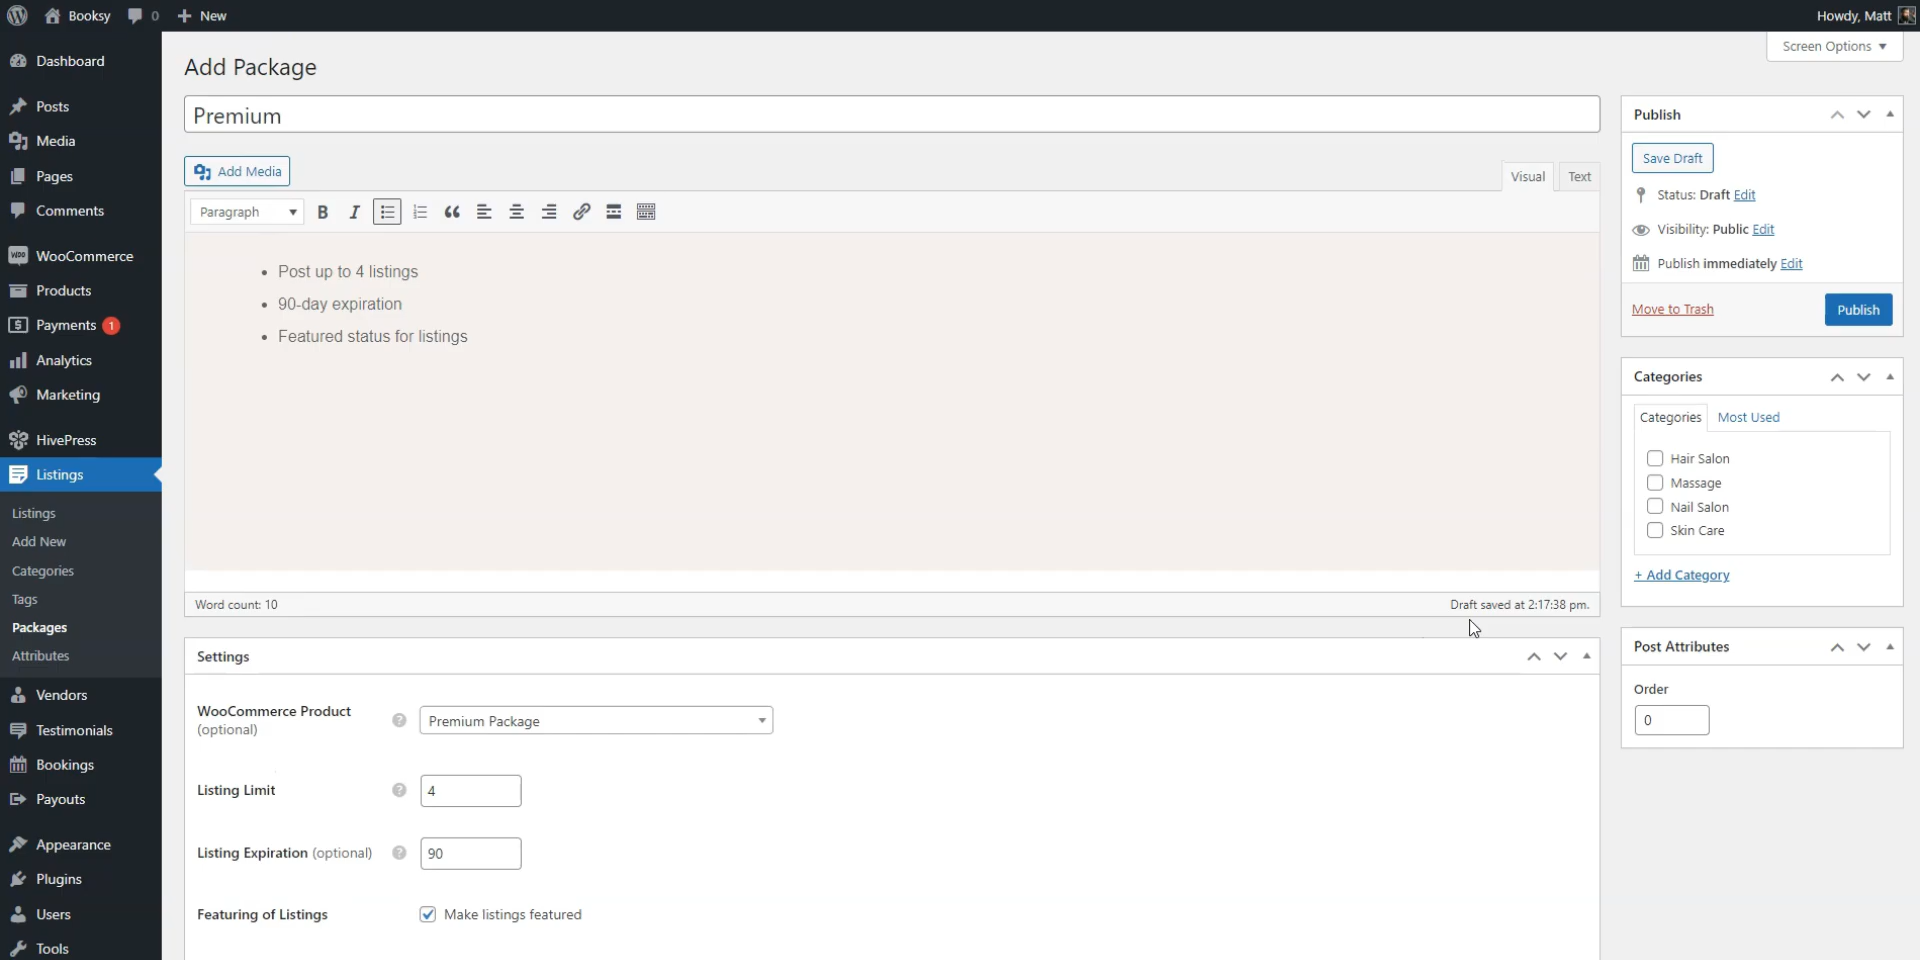 Booksy
0
New
Howdy, Matt
Screen Options
Dashboard
Posts
Media
Pages
Comments
WooCommerce
Products
Payments 1
Analytics
Marketing
HivePress
Listings
Listings
Add New
Categories
Tags
Packages
Attributes
Vendors
Testimonials
Bookings
Payouts
Appearance
Plugins
Users
Tools
Add Package
Premium
Add Media
Visual
Text
Paragraph
Post up to 4 listings
90-day expiration
Featured status for listings
Word count: 10
Draft saved at 2:17:38 pm.
Settings
WooCommerce Product
(optional)
Premium Package
Listing Limit
4
Listing Expiration (optional)
90
Featuring of Listings
Make listings featured
Publish
Save Draft
Status: Draft Edit
Visibility: Public Edit
Publish immediately Edit
Move to Trash
Publish
Categories
Categories
Most Used
Hair Salon
Massage
Nail Salon
Skin Care
+ Add Category
Post Attributes
Order
0